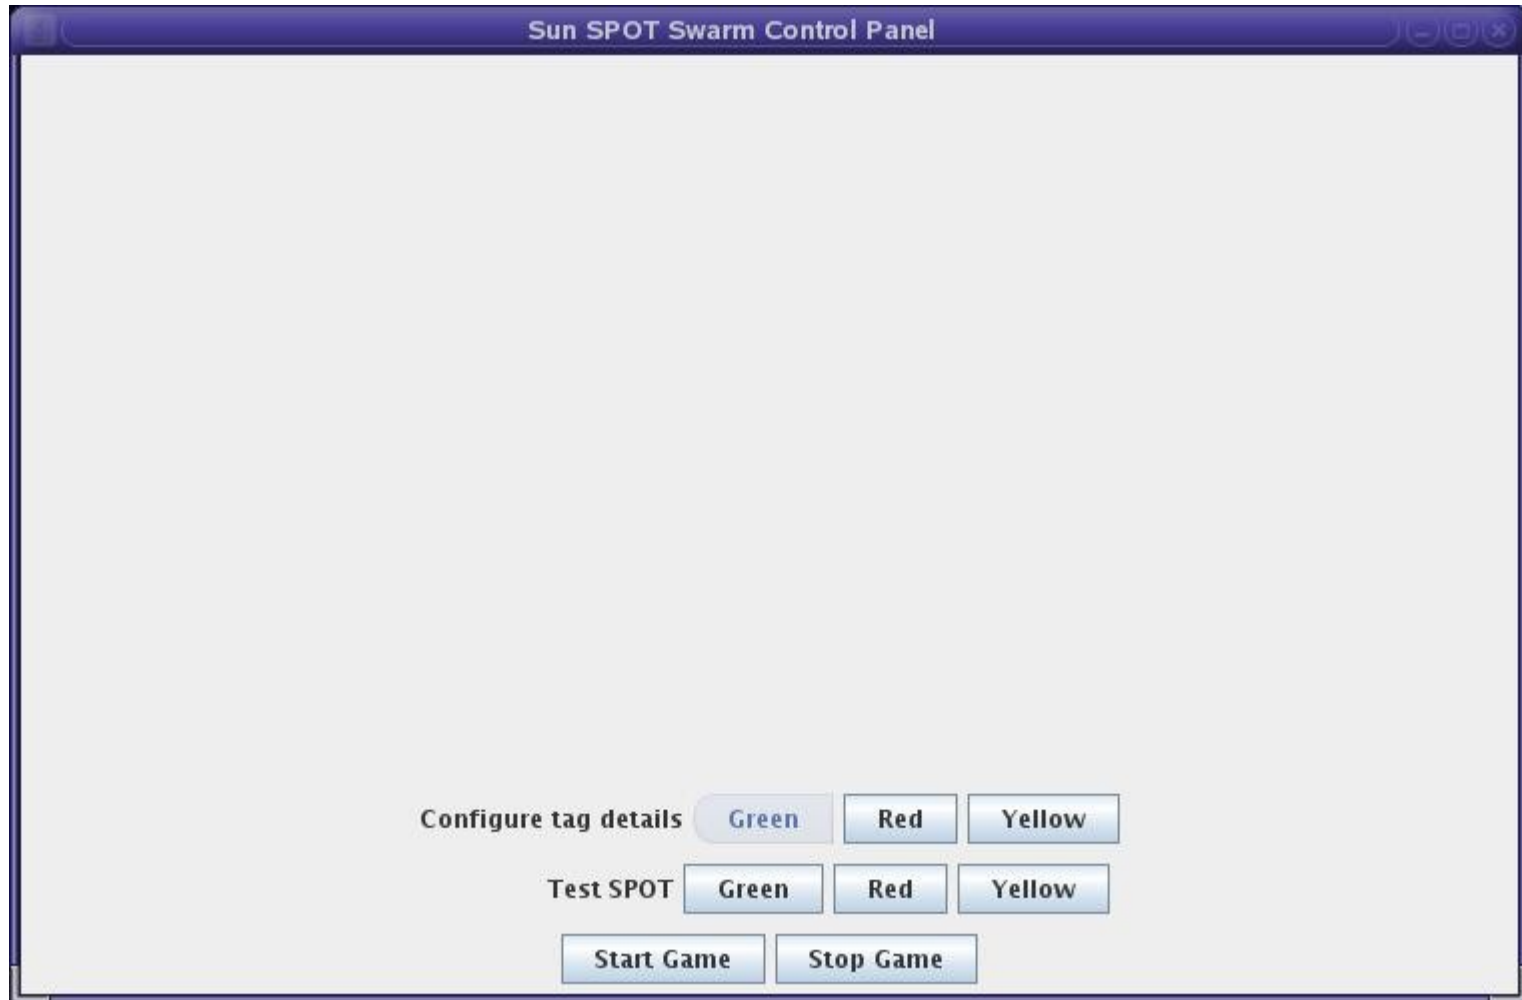 Sun SPOT Swarm Control Panel
Configure tag details Green Red Yellow
Test SPOT Green Red Yellow
Start Game Stop Game